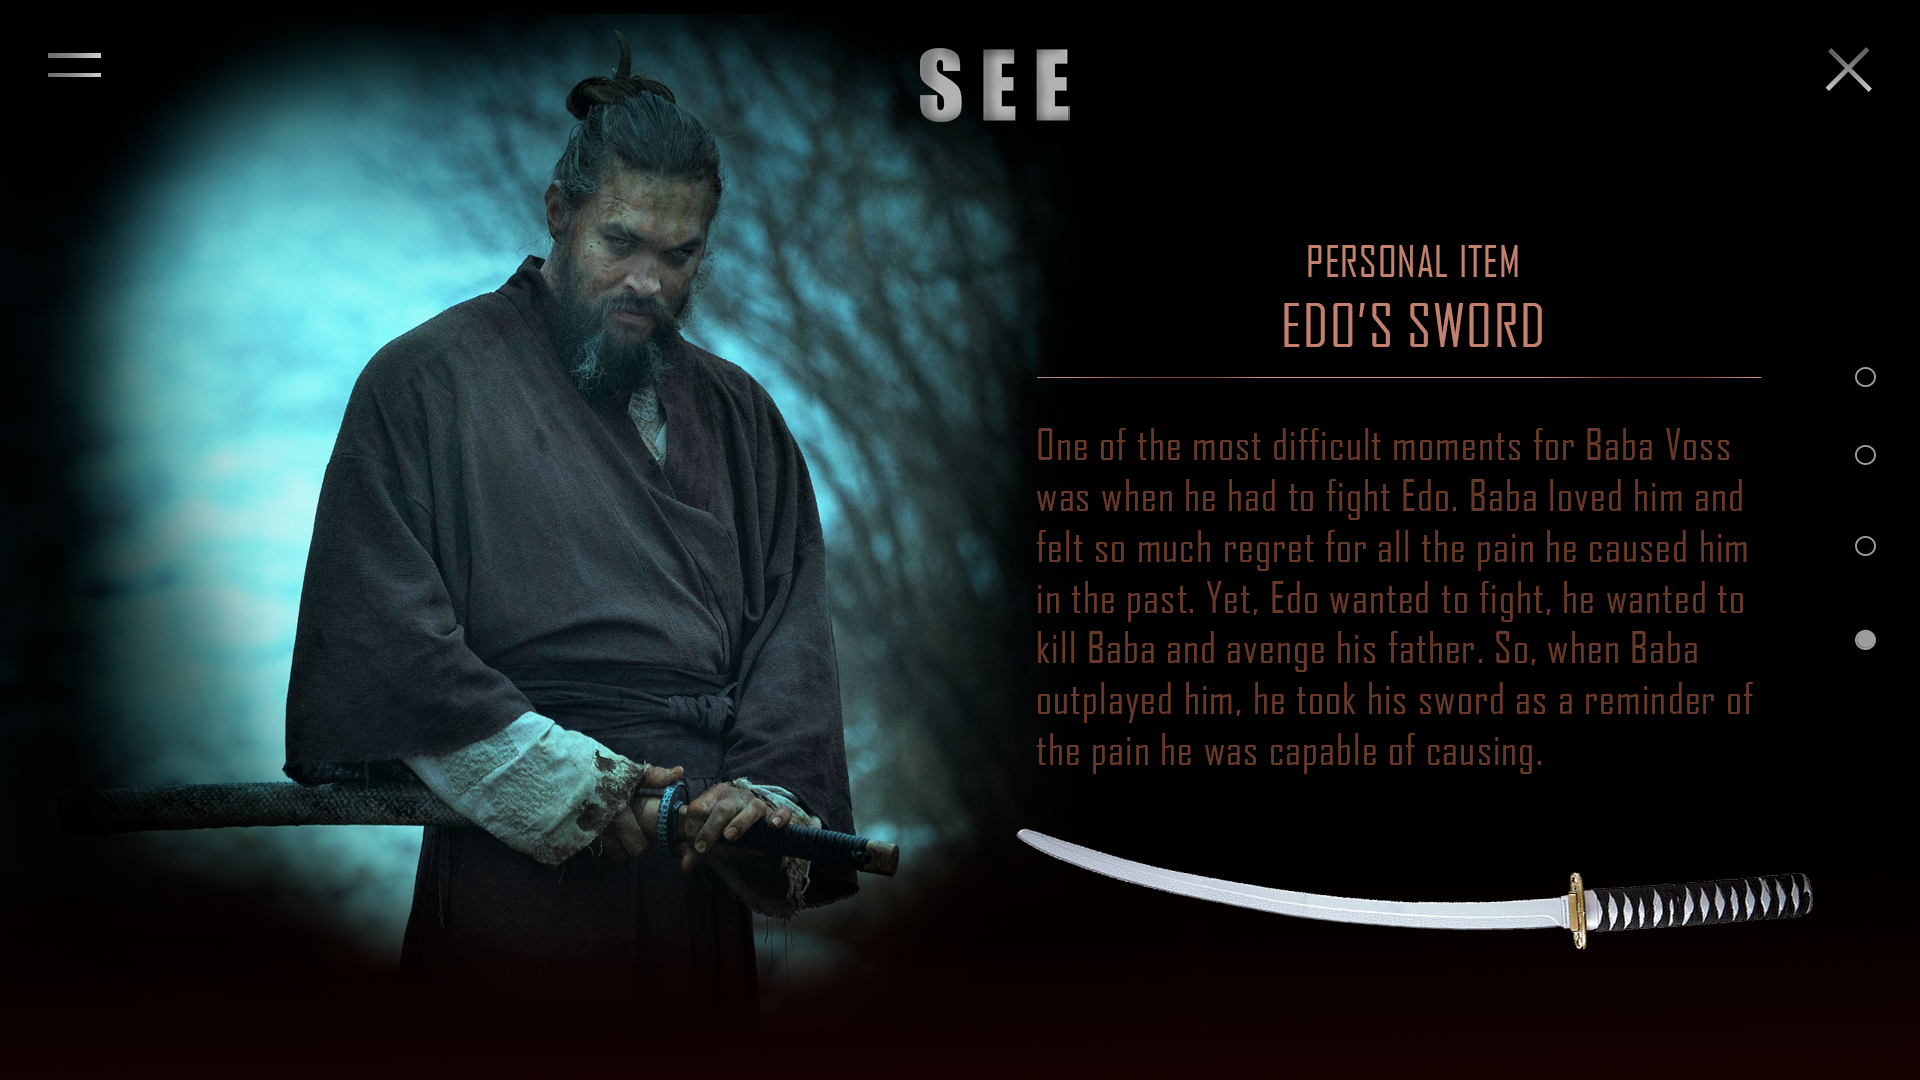 SEE
PERSONAL ITEM
EDO'S SWORD
One of the most difficult moments for Baba Voss
was when he had to fight Edo. Baba loved him and
felt so much regret for all the pain he caused him
in the past. Yet, Edo wanted to fight, he wanted to
kill Baba and avenge his father. So, when Baba
outplayed him, he took his sword as a reminder of
the pain he was capable of causing.